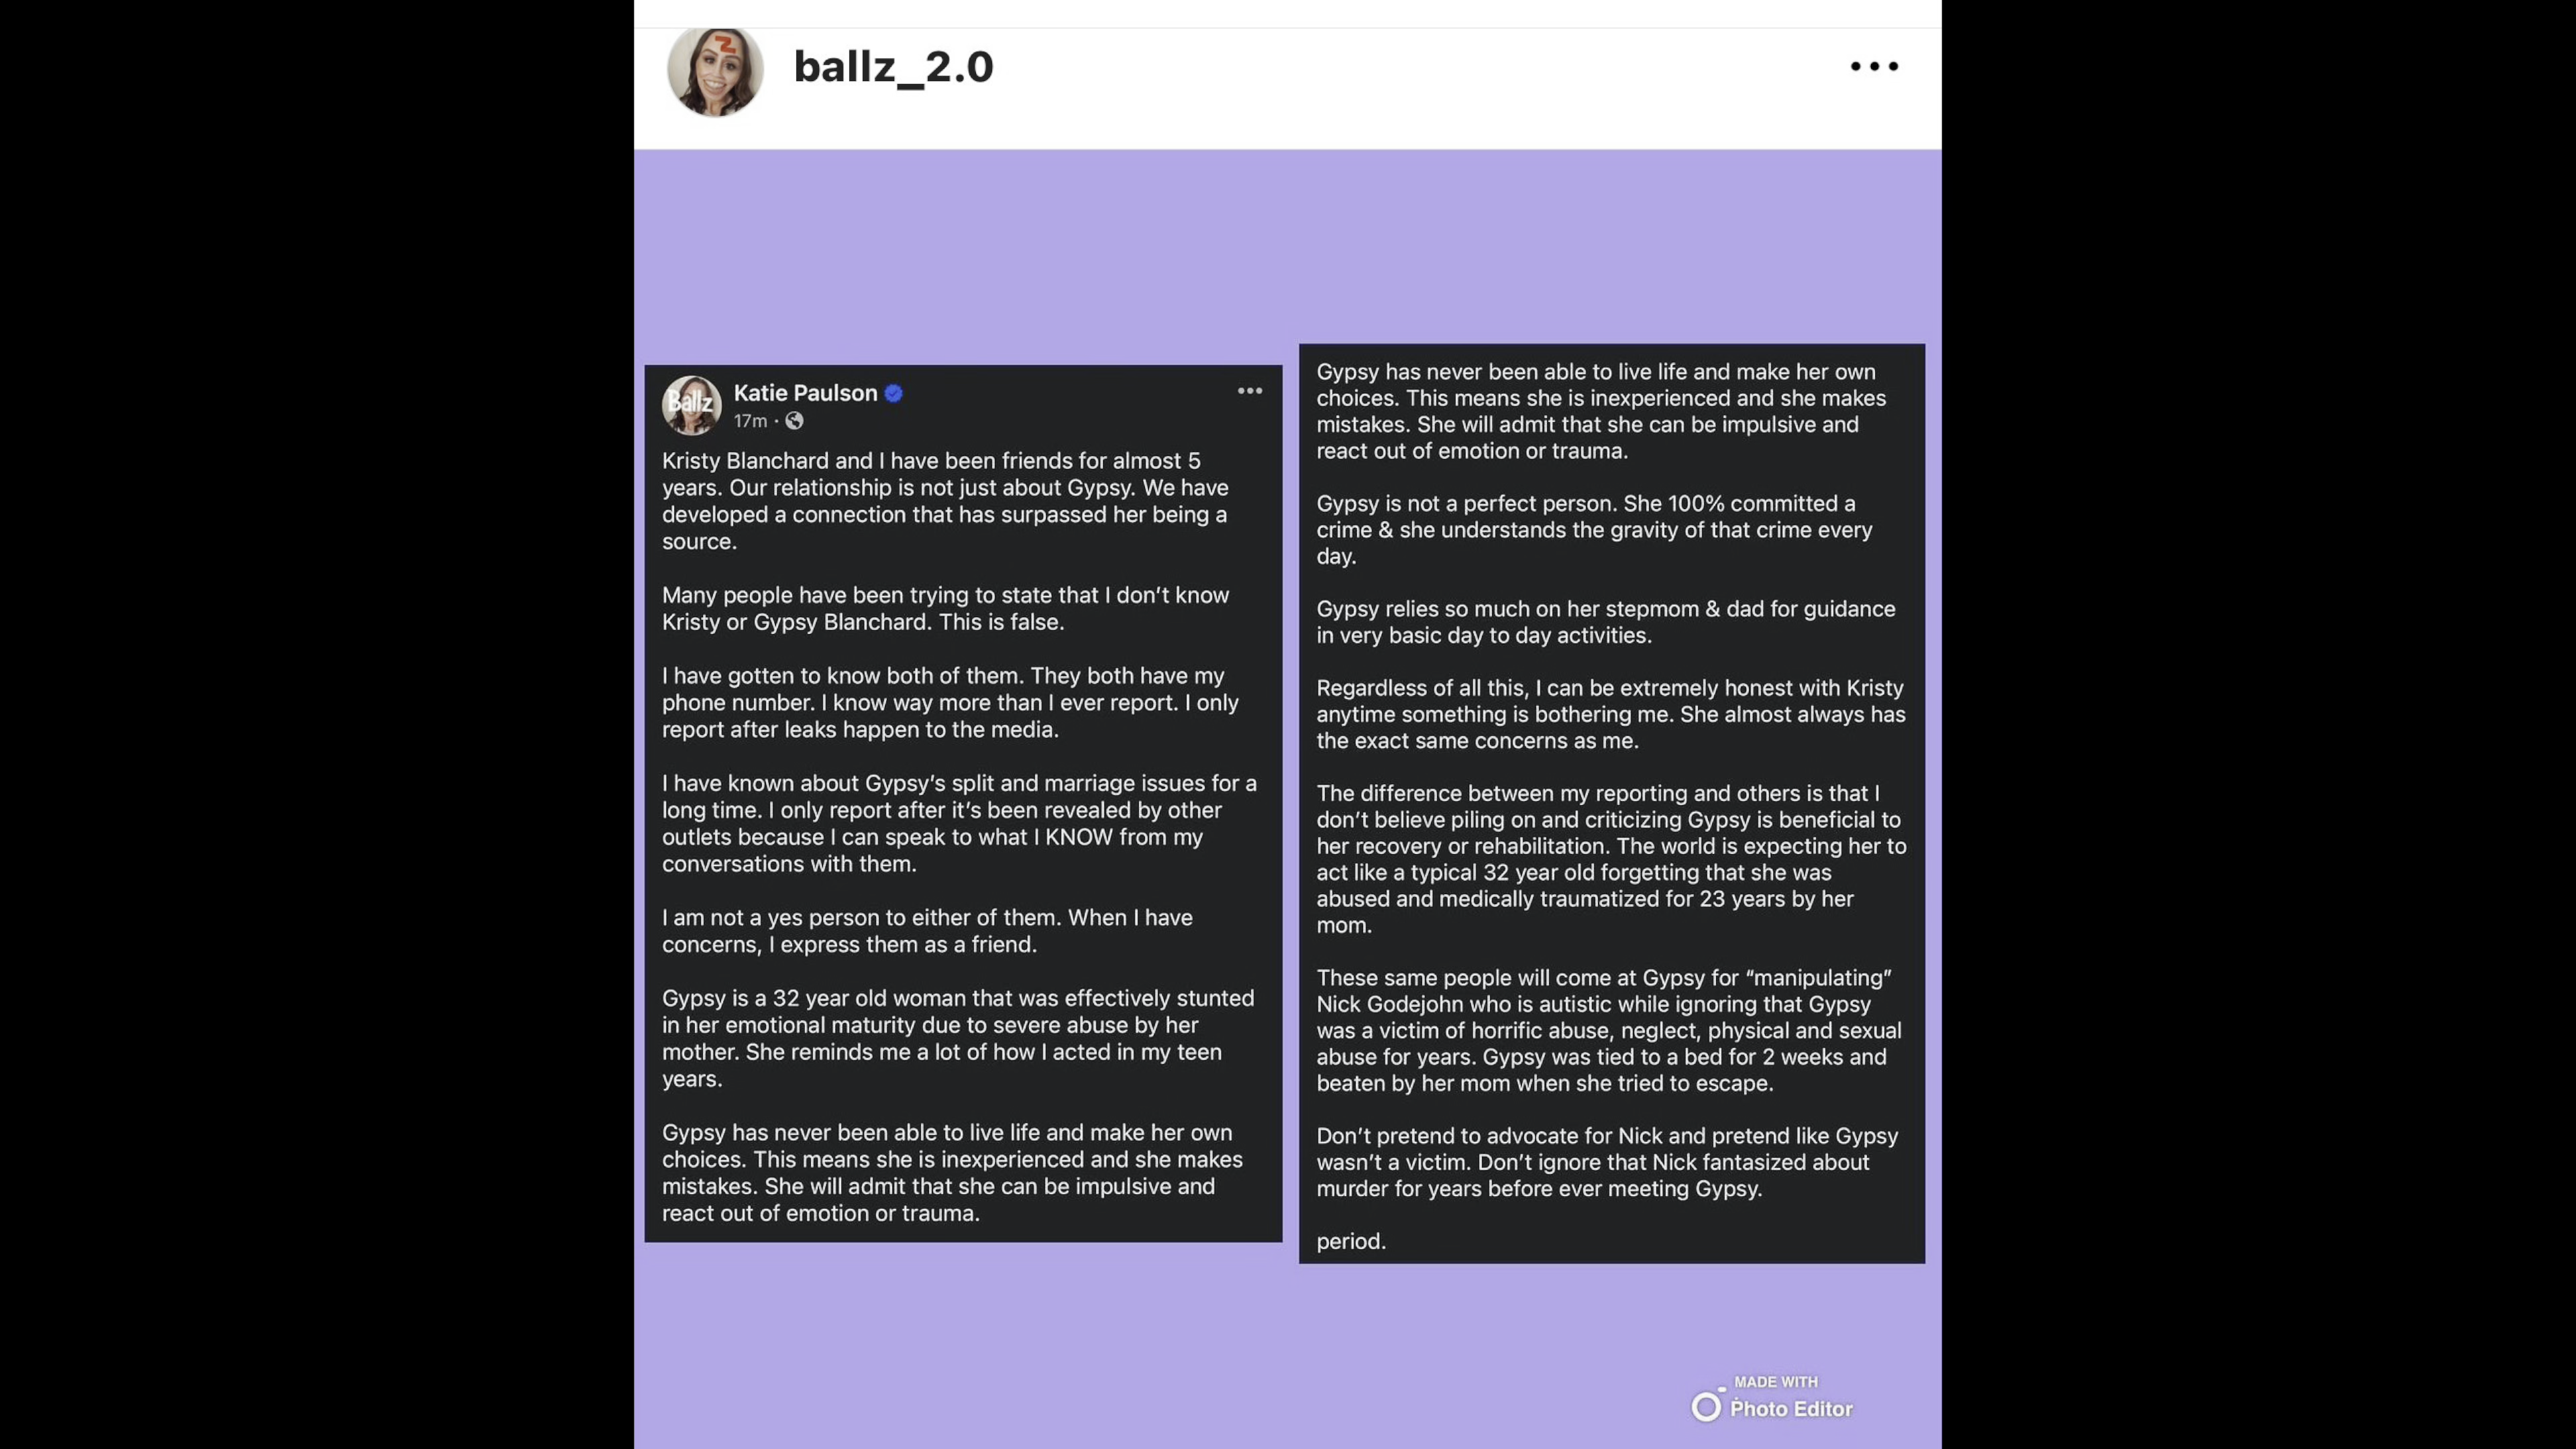 ballz_2.0
Ballz
Katie Paulson
17m ·
Kristy Blanchard and I have been friends for almost 5
years. Our relationship is not just about Gypsy. We have
developed a connection that has surpassed her being a
source.
Many people have been trying to state that I don't know
Kristy or Gypsy Blanchard. This is false.
I have gotten to know both of them. They both have my
phone number. I know way more than I ever report. I only
report after leaks happen to the media.
I have known about Gypsy's split and marriage issues for a
long time. I only report after it's been revealed by other
outlets because I can speak to what I KNOW from my
conversations with them.
I am not a yes person to either of them. When I have
concerns, I express them as a friend.
Gypsy is a 32 year old woman that was effectively stunted
in her emotional maturity due to severe abuse by her
mother. She reminds me a lot of how I acted in my teen
years.
Gypsy has never been able to live life and make her own
choices. This means she is inexperienced and she makes
mistakes. She will admit that she can be impulsive and
react out of emotion or trauma.
Gypsy has never been able to live life and make her own
choices. This means she is inexperienced and she makes
mistakes. She will admit that she can be impulsive and
react out of emotion or trauma.
Gypsy is not a perfect person. She 100% committed a
crime & she understands the gravity of that crime every
day.
Gypsy relies so much on her stepmom & dad for guidance
in very basic day to day activities.
Regardless of all this, I can be extremely honest with Kristy
anytime something is bothering me. She almost always has
the exact same concerns as me.
The difference between my reporting and others is that I
don't believe piling on and criticizing Gypsy is beneficial to
her recovery or rehabilitation. The world is expecting her to
act like a typical 32 year old forgetting that she was
abused and medically traumatized for 23 years by her
mom.
These same people will come at Gypsy for “manipulating”
Nick Godejohn who is autistic while ignoring that Gypsy
was a victim of horrific abuse, neglect, physical and sexual
abuse for years. Gypsy was tied to a bed for 2 weeks and
beaten by her mom when she tried to escape.
Don't pretend to advocate for Nick and pretend like Gypsy
wasn't a victim. Don't ignore that Nick fantasized about
murder for years before ever meeting Gypsy.
period.
MADE WITH
Photo Editor